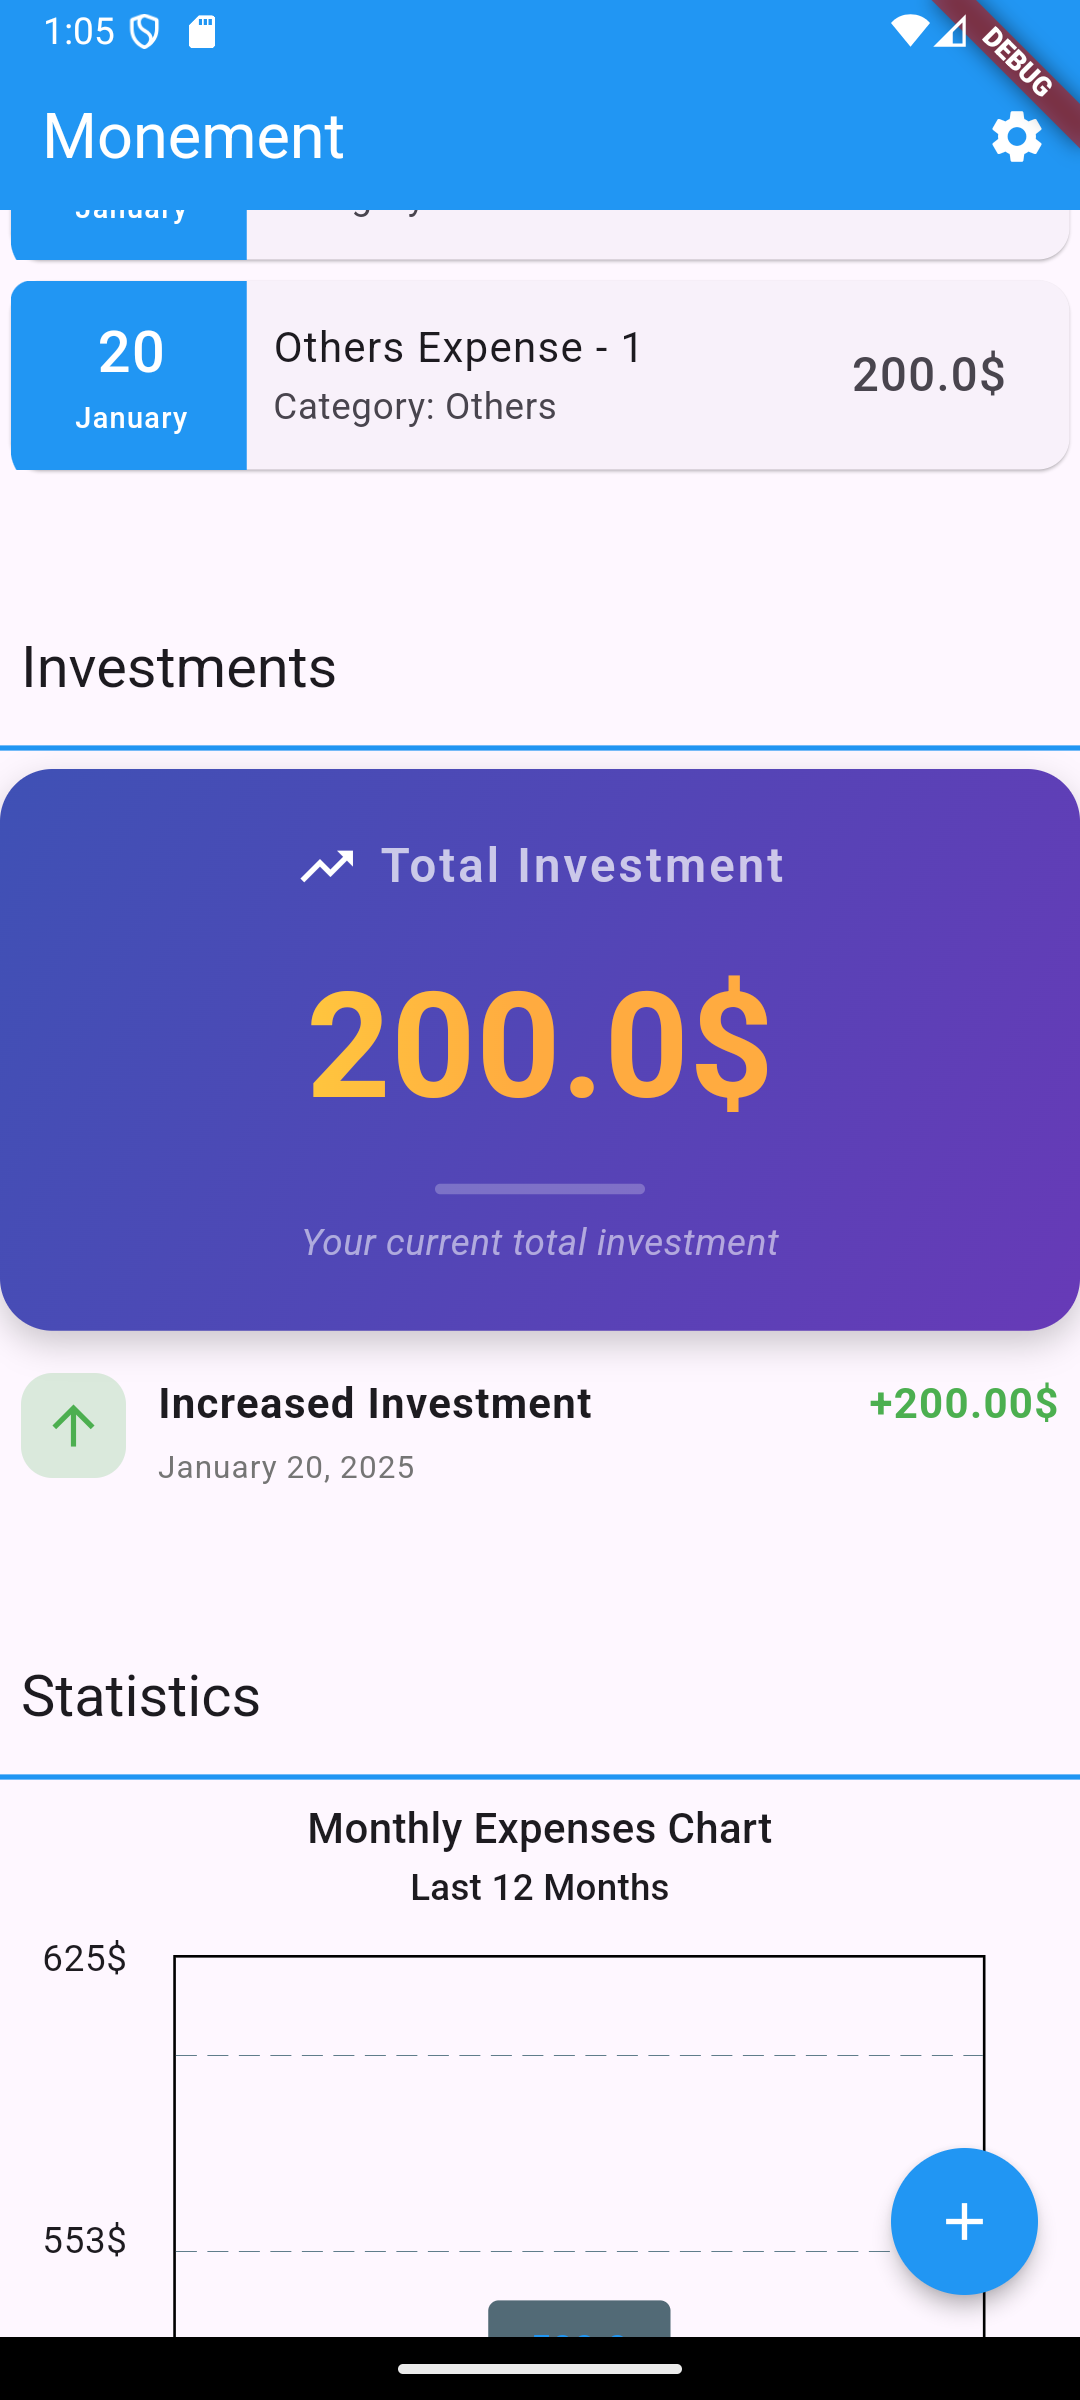 1:05
DEBUG
Monement
January
20
January
Others Expense - 1
Category: Others
200.0$
Investments
Total Investment
200.0$
Your current total investment
Increased Investment
January 20, 2025
+200.00$
Statistics
Monthly Expenses Chart
Last 12 Months
625$
553$